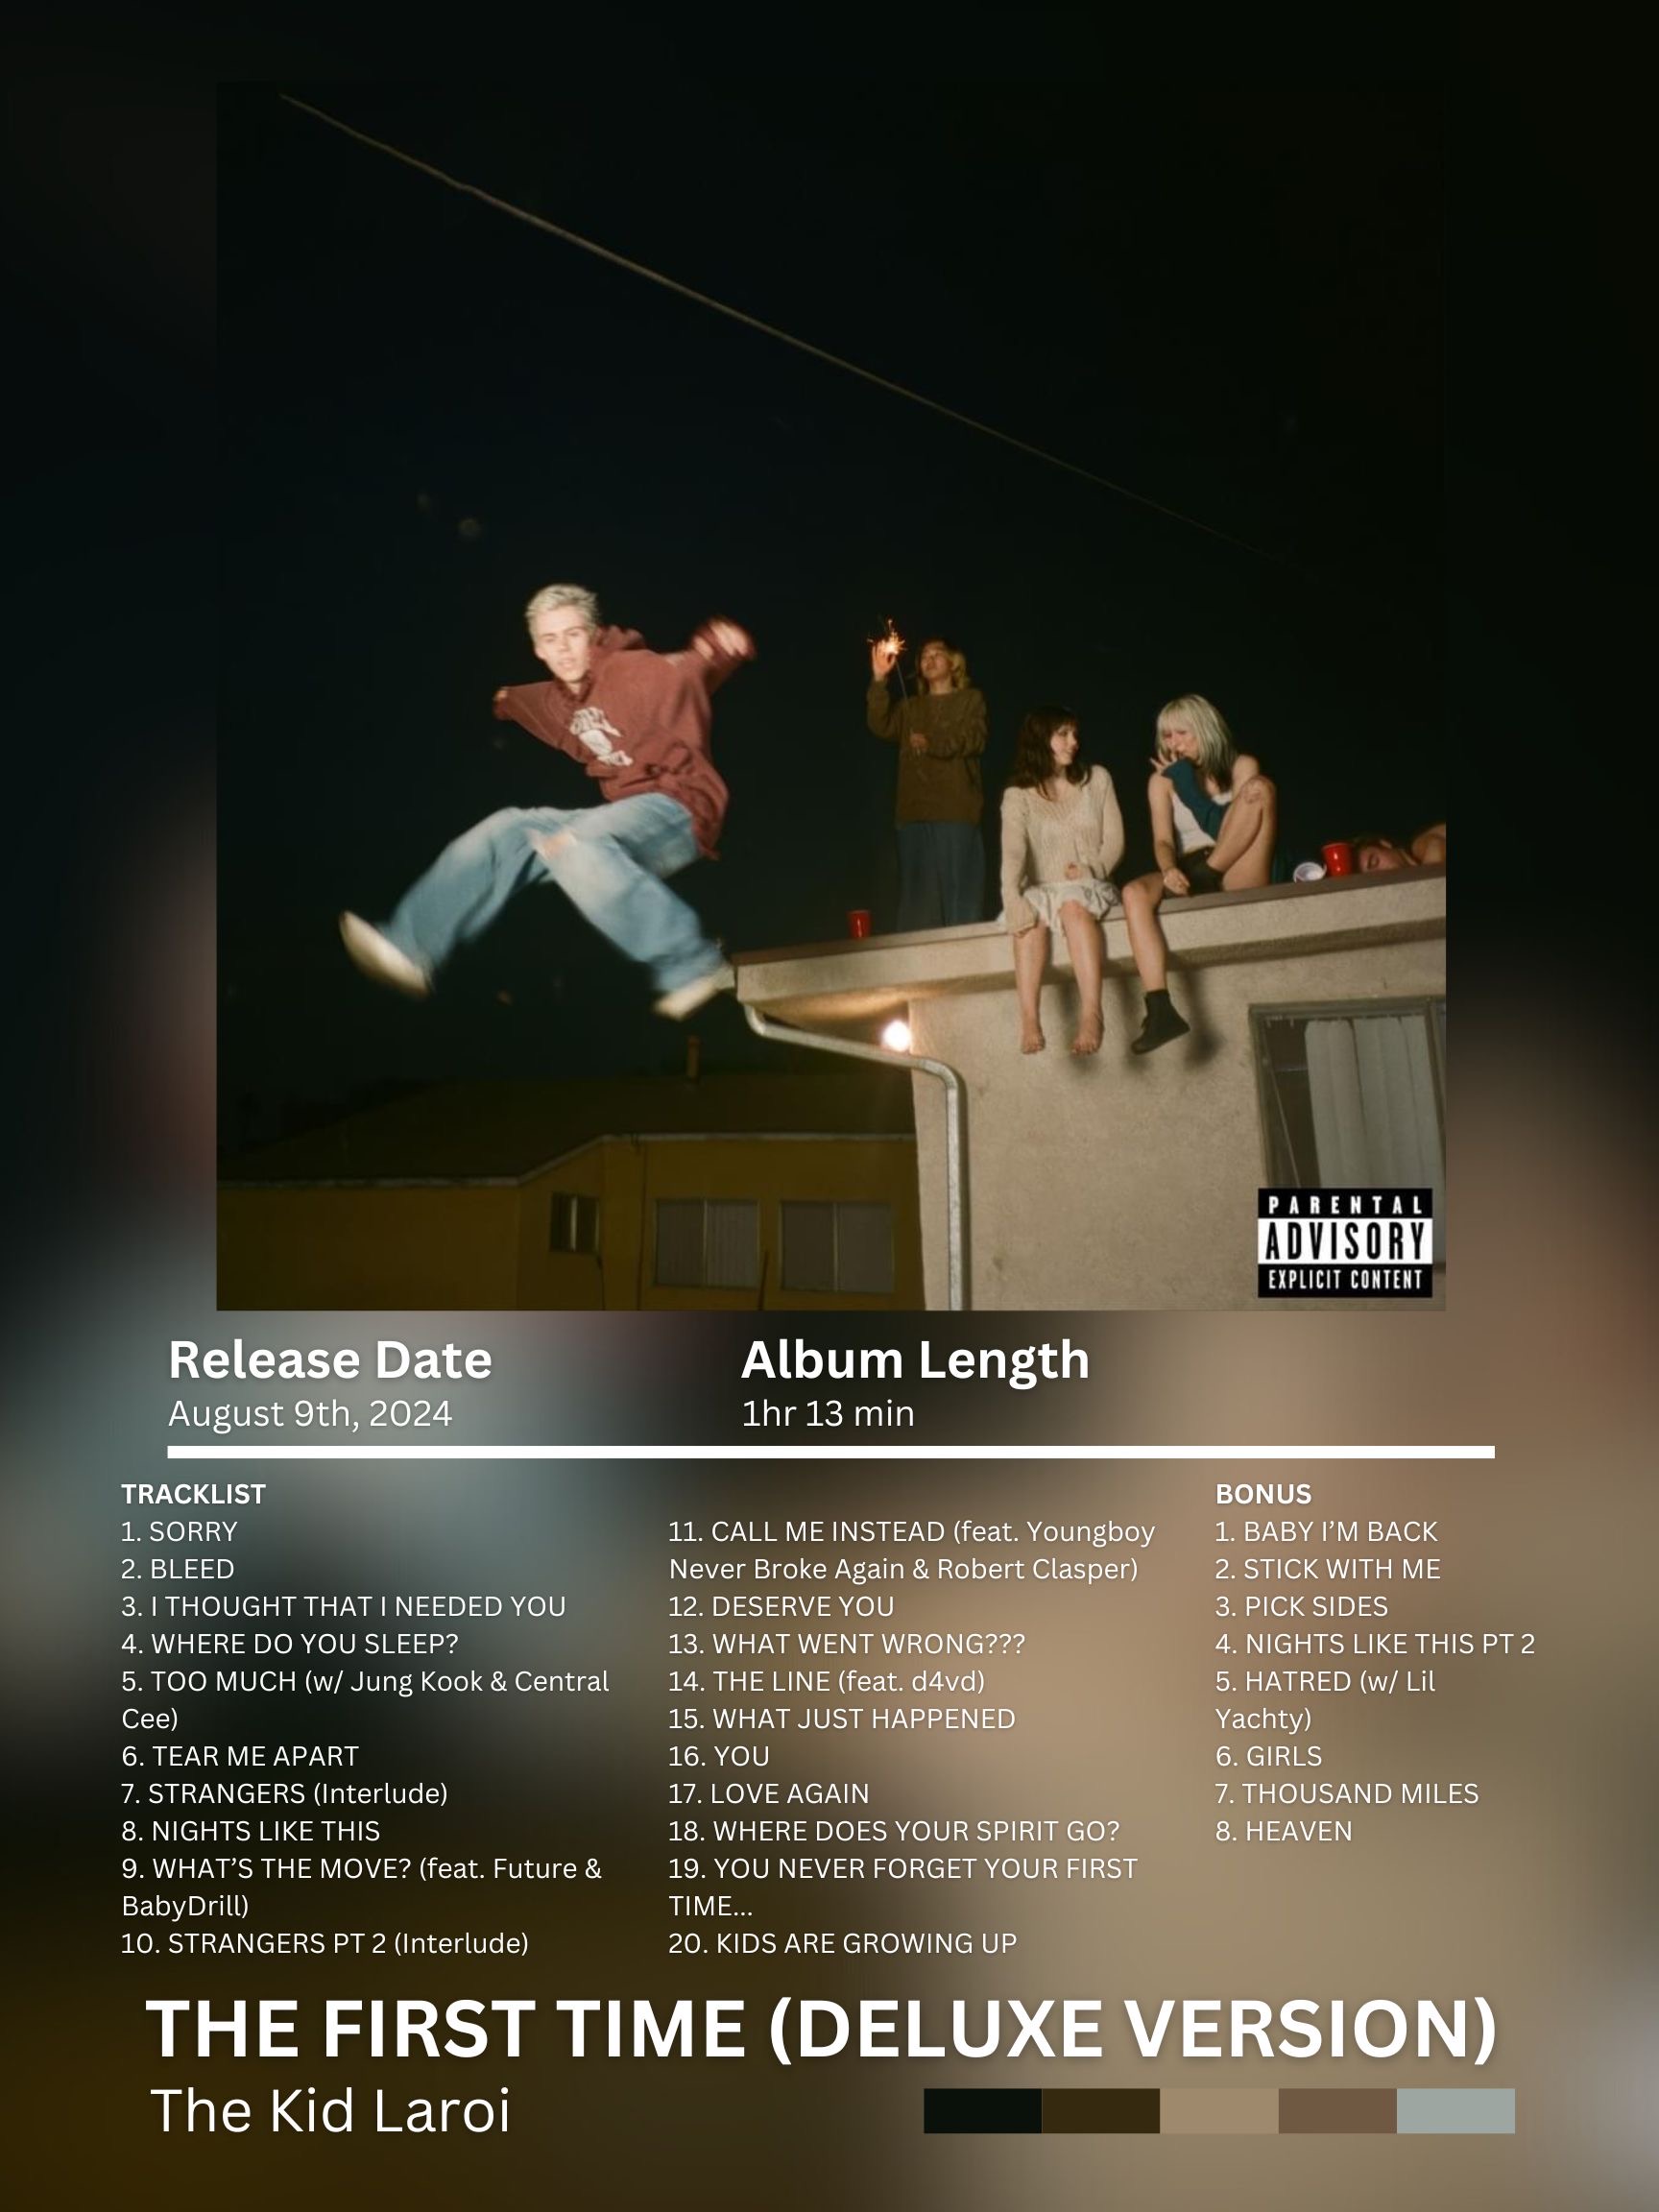 PARENTAL
ADVISORY
EXPLICIT CONTENT
Release Date
August 9th, 2024
Album Length
1hr 13 min
TRACKLIST
1. SORRY
2. BLEED
3. I THOUGHT THAT I NEEDED YOU
4. WHERE DO YOU SLEEP?
5. TOO MUCH (w/ Jung Kook & Central
Cee)
6. TEAR ME APART
7. STRANGERS (Interlude)
8. NIGHTS LIKE THIS
9. WHAT’S THE MOVE? (feat. Future &
BabyDrill)
10. STRANGERS PT 2 (Interlude)
11. CALL ME INSTEAD (feat. Youngboy
Never Broke Again & Robert Clasper)
12. DESERVE YOU
13. WHAT WENT WRONG???
14. THE LINE (feat. d4vd)
15. WHAT JUST HAPPENED
16. YOU
17. LOVE AGAIN
18. WHERE DOES YOUR SPIRIT GO?
19. YOU NEVER FORGET YOUR FIRST
TIME...
20. KIDS ARE GROWING UP
BONUS
1. BABY I’M BACK
2. STICK WITH ME
3. PICK SIDES
4. NIGHTS LIKE THIS PT 2
5. HATRED (w/ Lil
Yachty)
6. GIRLS
7. THOUSAND MILES
8. HEAVEN
THE FIRST TIME (DELUXE VERSION)
The Kid Laroi